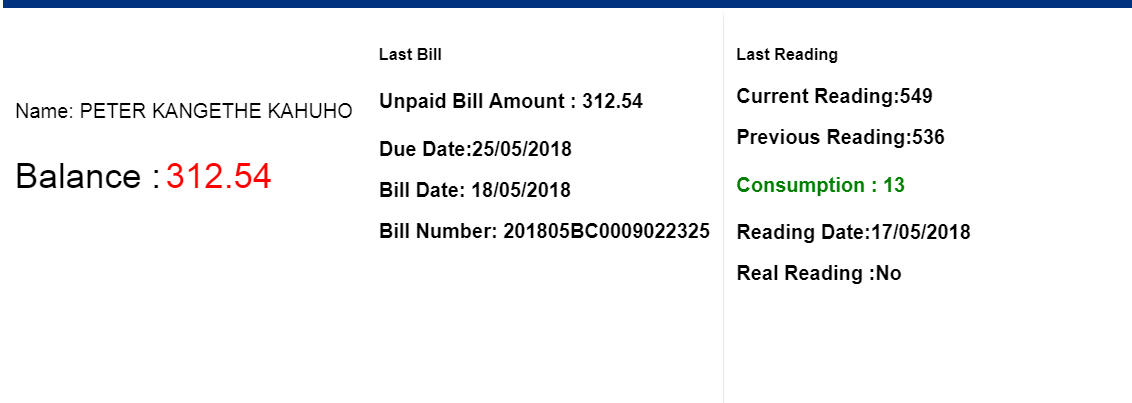 Name: PETER KANGETHE KAHUHO
Balance : 312.54
Last Bill
Unpaid Bill Amount : 312.54
Due Date:25/05/2018
Bill Date: 18/05/2018
Bill Number: 201805BC0009022325
Last Reading
Current Reading:549
Previous Reading:536
Consumption : 13
Reading Date:17/05/2018
Real Reading :No